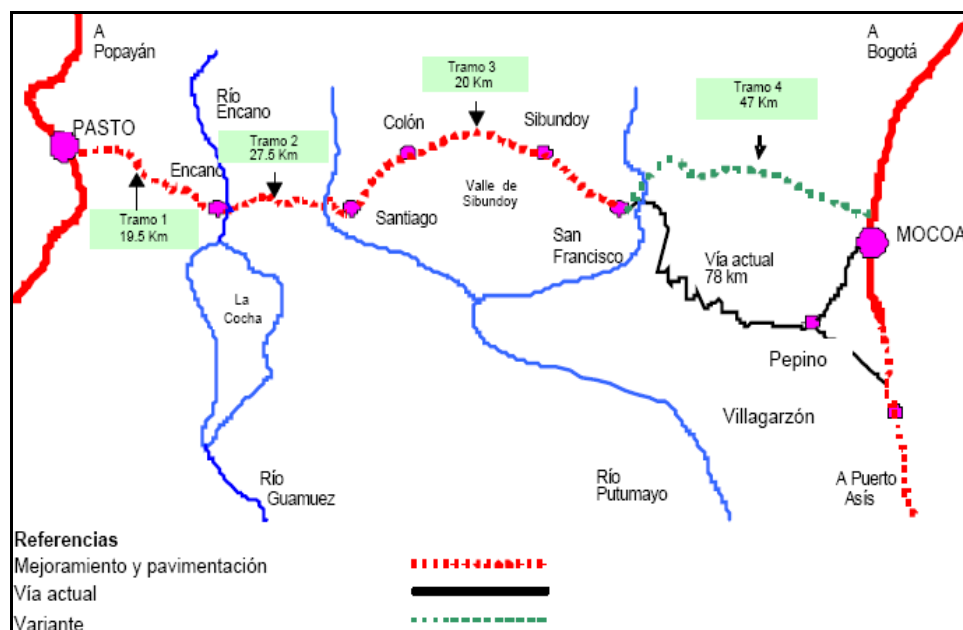 A
Popayán
A
Bogotá
Tramo 3
20 Km
Tramo 4
47 Km
Río
Encano
PASTO
Colón
Sibundoy
Tramo 2
27.5 Km
Encano
Valle de
Sibundoy
Tramo 1
19.5 Km
Santiago
San
Francisco
MOCOA
Vía actual
78 km
La
Cocha
Pepino
Villagarzón
Río
Guamuez
Río
Putumayo
A Puerto
Asís
Referencias
Mejoramiento y pavimentación
Vía actual
Variante